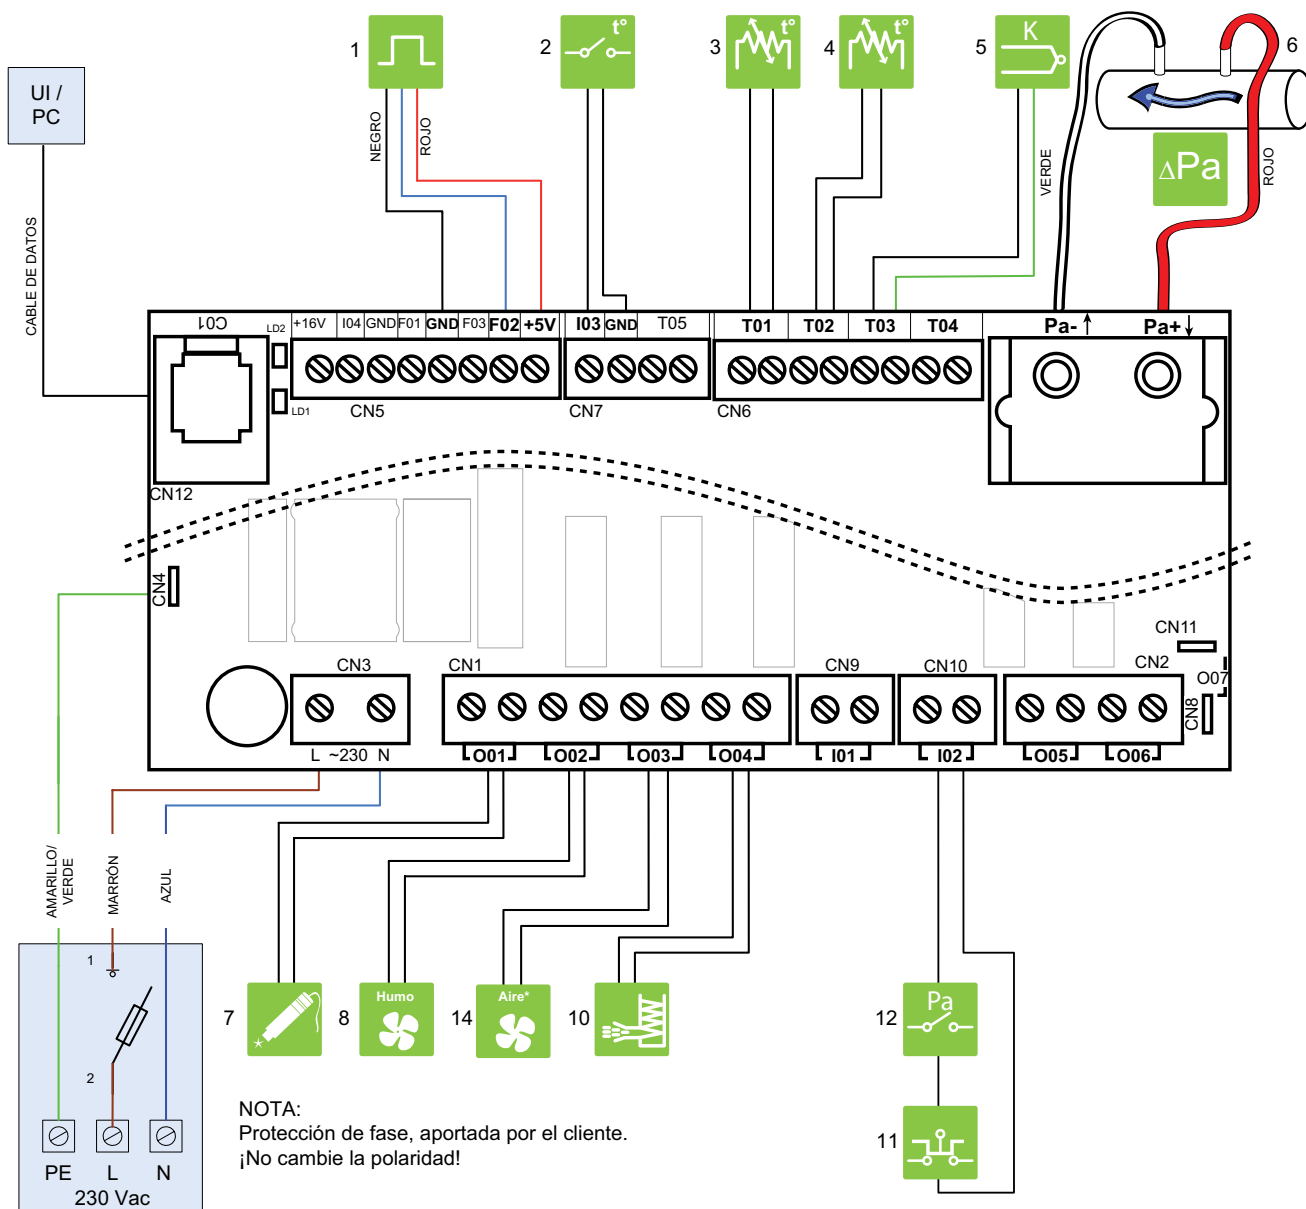 1
2
t°
3
t°
4
t°
5
K
6
UI /
PC
NEGRO
ROJO
VERDE
ΔPa
ROJO
CABLE DE DATOS
C01
LD2
+16V
I04
GND
F01
GND
F03
F02
+5V
I03
GND
T05
T01
T02
T03
T04
Pa-
Pa+
LD1
CN5
CN7
CN6
CN12
CN4
CN11
CN3
CN1
CN9
CN10
CN2
O07
CN8
L ~230 N
O01
O02
O03
O04
I01
I02
O05
O06
AMARILLO/
VERDE
MARRÓN
AZUL
1
2
PE
L
N
230 Vac
7
8
Humo
14
Aire*
10
12
Pa
11
NOTA:
Protección de fase, aportada por el cliente.
¡No cambie la polaridad!